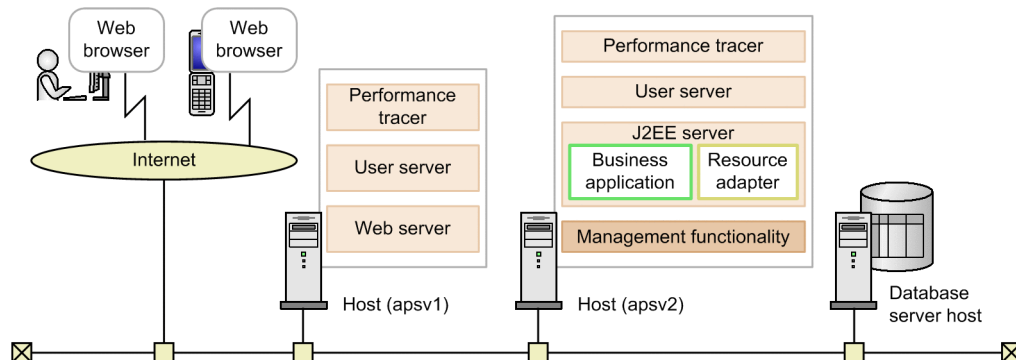 Web
browser
Web
browser
Internet
Performance
tracer
User server
Web server
Host (apsv1)
Performance tracer
User server
J2EE server
Business
application
Resource
adapter
Management functionality
Host (apsv2)
Database
server host